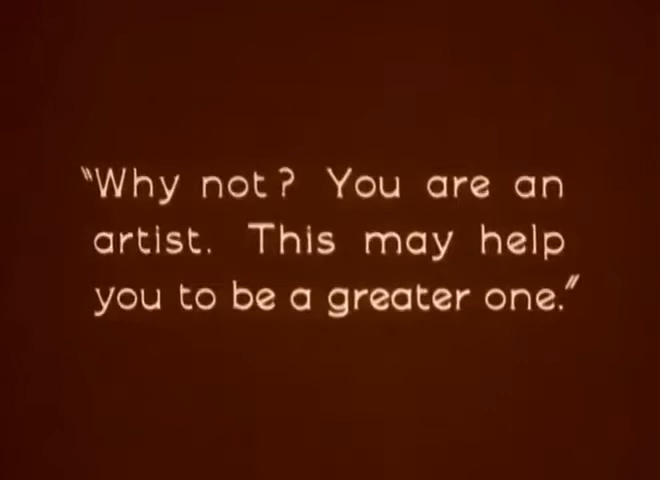 “Why not? You are an
artist. This may help
you to be a greater one.”